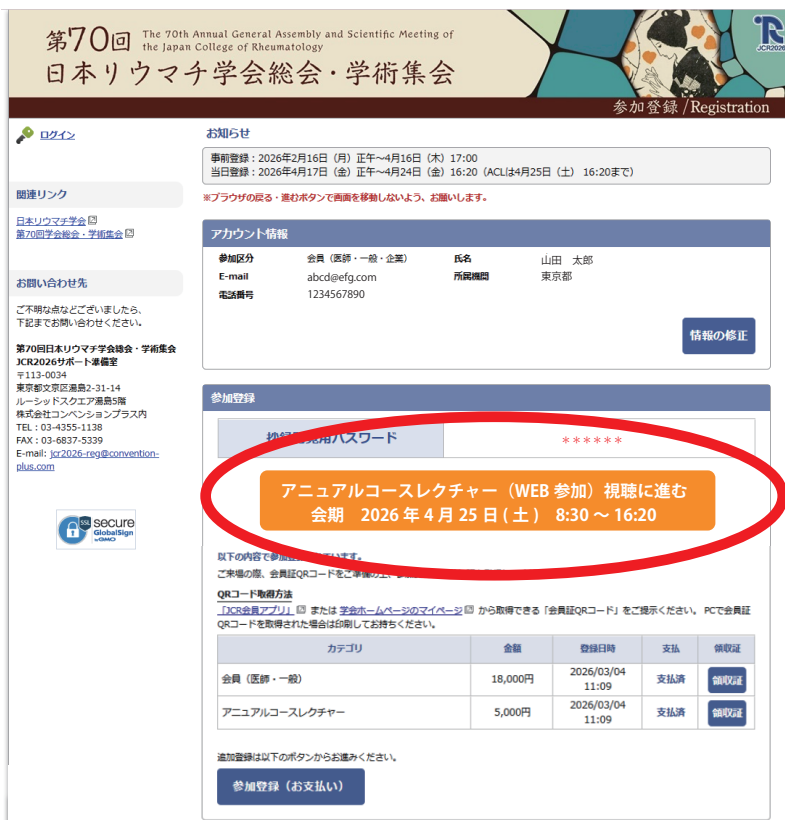 第70回 The 70th Annual General Assembly and Scientific Meeting of
the Japan College of Rheumatology
日本リウマチ学会総会・学術集会
JCR2026
参加登録 /Registration
ログイン
関連リンク
日本リウマチ学会
第70回学会総会・学術集会
お問い合わせ先
ご不明な点などございましたら、
下記までお問い合わせください。
第70回日本リウマチ学会総会・学術集会
JCR2026サポート準備室
〒113-0034
東京都文京区湯島2-31-14
ルーシッドスクエア湯島5階
株式会社コンベンションプラス内
TEL : 03-4355-1138
FAX : 03-6837-5339
E-mail: jcr2026-reg@convention-
plus.com
SSL secure
GlobalSign
by GMO
お知らせ
事前登録：2026年2月16日（月）正午～4月16日（木）17:00
当日登録：2026年4月17日（金）正午～4月24日（金）16:20（ACLは4月25日（土） 16:20まで）
※ブラウザの戻る・進むボタンで画面を移動しないよう、お願いします。
アカウント情報
参加区分 会員（医師・一般・企業） 氏名 山田 太郎
E-mail abcd@efg.com 所属機関 東京都
電話番号 1234567890
情報の修正
参加登録
用パスワード ******
アニュアルコースレクチャー（WEB 参加）視聴に進む
会期 2026 年 4 月 25 日 ( 土 ) 8:30 ～ 16:20
以下の内容で参加 ています。
ご来場の際、会員証QRコードをご準備の上、
QRコード取得方法
「JCR会員アプリ」 または 学会ホームページのマイページ から取得できる「会員証QRコード」をご提示ください。 PCで会員証
QRコードを取得された場合は印刷してお持ちください。
カテゴリ 金額 登録日時 支払 領収証
会員（医師・一般） 18,000円 2026/03/04 11:09 支払済 領収証
アニュアルコースレクチャー 5,000円 2026/03/04 11:09 支払済 領収証
追加登録は以下のボタンからお進みください。
参加登録（お支払い）